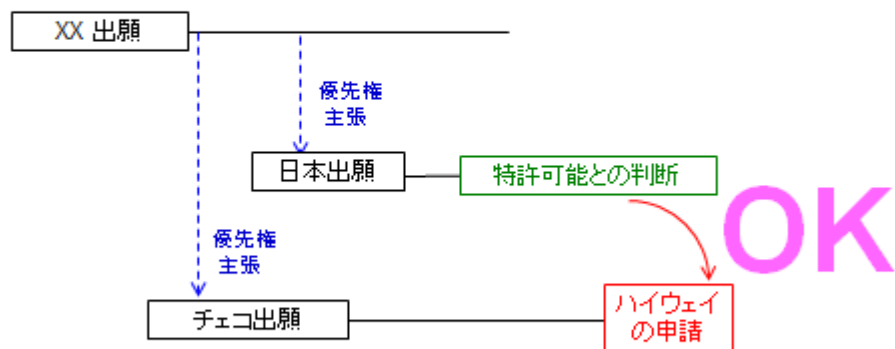 XX 出願
優先権
主張
日本出願
特許可能との判断
OK
優先権
主張
チェコ出願
ハイウェイ
の申請